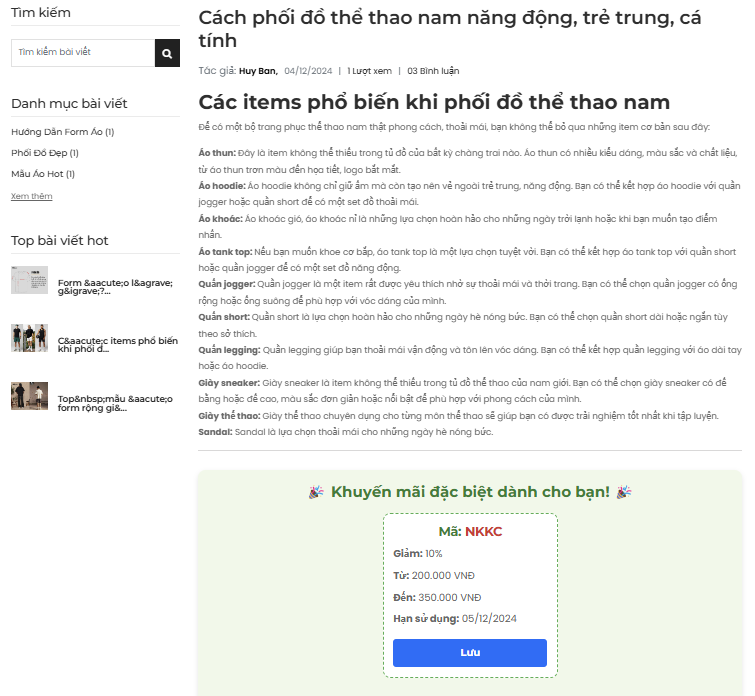 Tìm kiếm
Tìm kiếm bài viết
Danh mục bài viết
Hướng Dẫn Form Áo (1)
Phối Đồ Đẹp (1)
Mẫu Áo Hot (1)
Xem thêm
Top bài viết hot
Form &aacute;o l&agrave;
g&igrave;?...
C&aacute;c items phổ biến
khi phối đ...
Top&nbsp;mẫu &aacute;o
form rộng gi&...
Cách phối đồ thể thao nam năng động, trẻ trung, cá
tính
Tác giả: Huy Ban, 04/12/2024 | 1 Lượt xem | 03 Bình luận
Các items phổ biến khi phối đồ thể thao nam
Để có một bộ trang phục thể thao nam thật phong cách, thoải mái, bạn không thể bỏ qua những item cơ bản sau đây:
Áo thun: Đây là item không thể thiếu trong tủ đồ của bất kỳ chàng trai nào. Áo thun có nhiều kiểu dáng, màu sắc và chất liệu,
từ áo thun trơn màu đến họa tiết, logo bắt mắt.
Áo hoodie: Áo hoodie không chỉ giữ ấm mà còn tạo nên vẻ ngoài trẻ trung, năng động. Bạn có thể kết hợp áo hoodie với quần
jogger hoặc quần short để có một set đồ thoải mái.
Áo khoác: Áo khoác gió, áo khoác nỉ là những lựa chọn hoàn hảo cho những ngày trời lạnh hoặc khi bạn muốn tạo điểm
nhấn.
Áo tank top: Nếu bạn muốn khoe cơ bắp, áo tank top là một lựa chọn tuyệt vời. Bạn có thể kết hợp áo tank top với quần short
hoặc quần jogger để có một set đồ năng động.
Quần jogger: Quần jogger là một item rất được yêu thích nhờ sự thoải mái và thời trang. Bạn có thể chọn quần jogger có ống
rộng hoặc ống suông để phù hợp với vóc dáng của mình.
Quần short: Quần short là lựa chọn hoàn hảo cho những ngày hè nóng bức. Bạn có thể chọn quần short dài hoặc ngắn tùy
theo sở thích.
Quần legging: Quần legging giúp bạn thoải mái vận động và tôn lên vóc dáng. Bạn có thể kết hợp quần legging với áo dài tay
hoặc áo hoodie.
Giày sneaker: Giày sneaker là item không thể thiếu trong tủ đồ thể thao của nam giới. Bạn có thể chọn giày sneaker có đế
bằng hoặc đế cao, màu sắc đơn giản hoặc nổi bật để phù hợp với phong cách của mình.
Giày thể thao: Giày thể thao chuyên dụng cho từng môn thể thao sẽ giúp bạn có được trải nghiệm tốt nhất khi tập luyện.
Sandal: Sandal là lựa chọn thoải mái cho những ngày hè nóng bức.
🎉 Khuyến mãi đặc biệt dành cho bạn! 🎉
Mã: NKKC
Giảm: 10%
Từ: 200.000 VNĐ
Đến: 350.000 VNĐ
Hạn sử dụng: 05/12/2024
Lưu